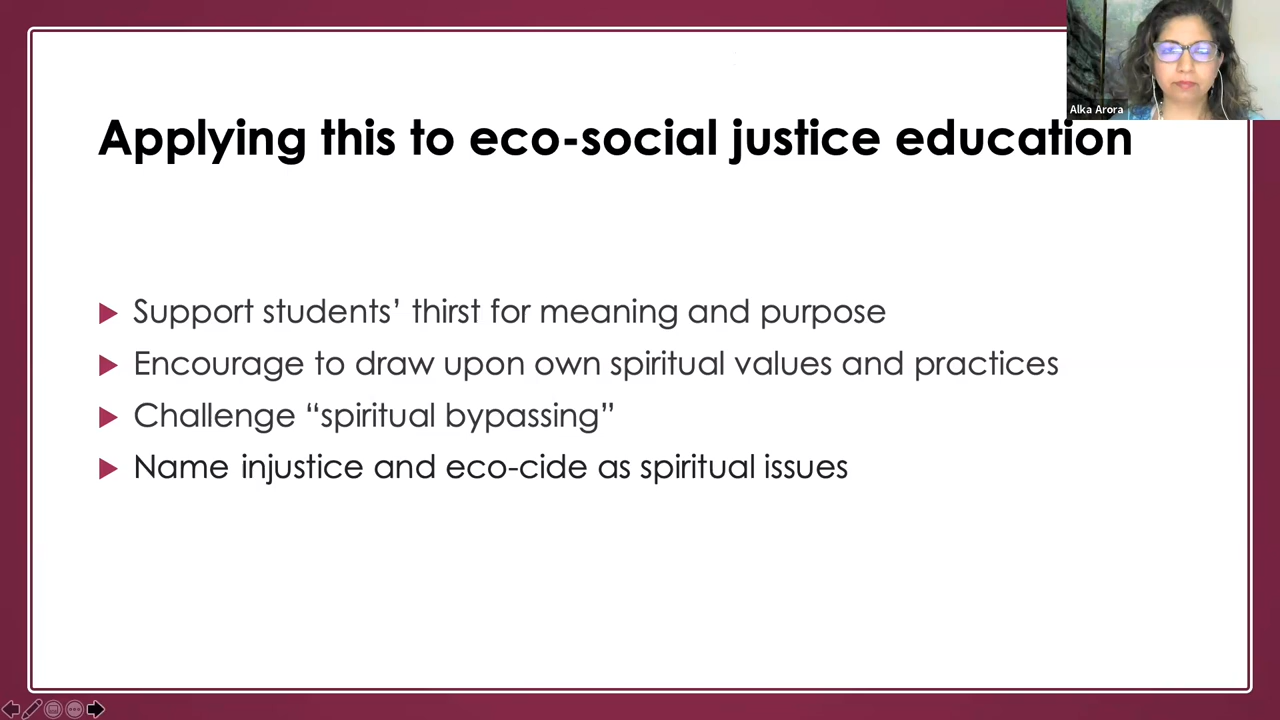 Alka Arora
Applying this to eco-social justice education
Support students’ thirst for meaning and purpose
Encourage to draw upon own spiritual values and practices
Challenge “spiritual bypassing”
Name injustice and eco-cide as spiritual issues